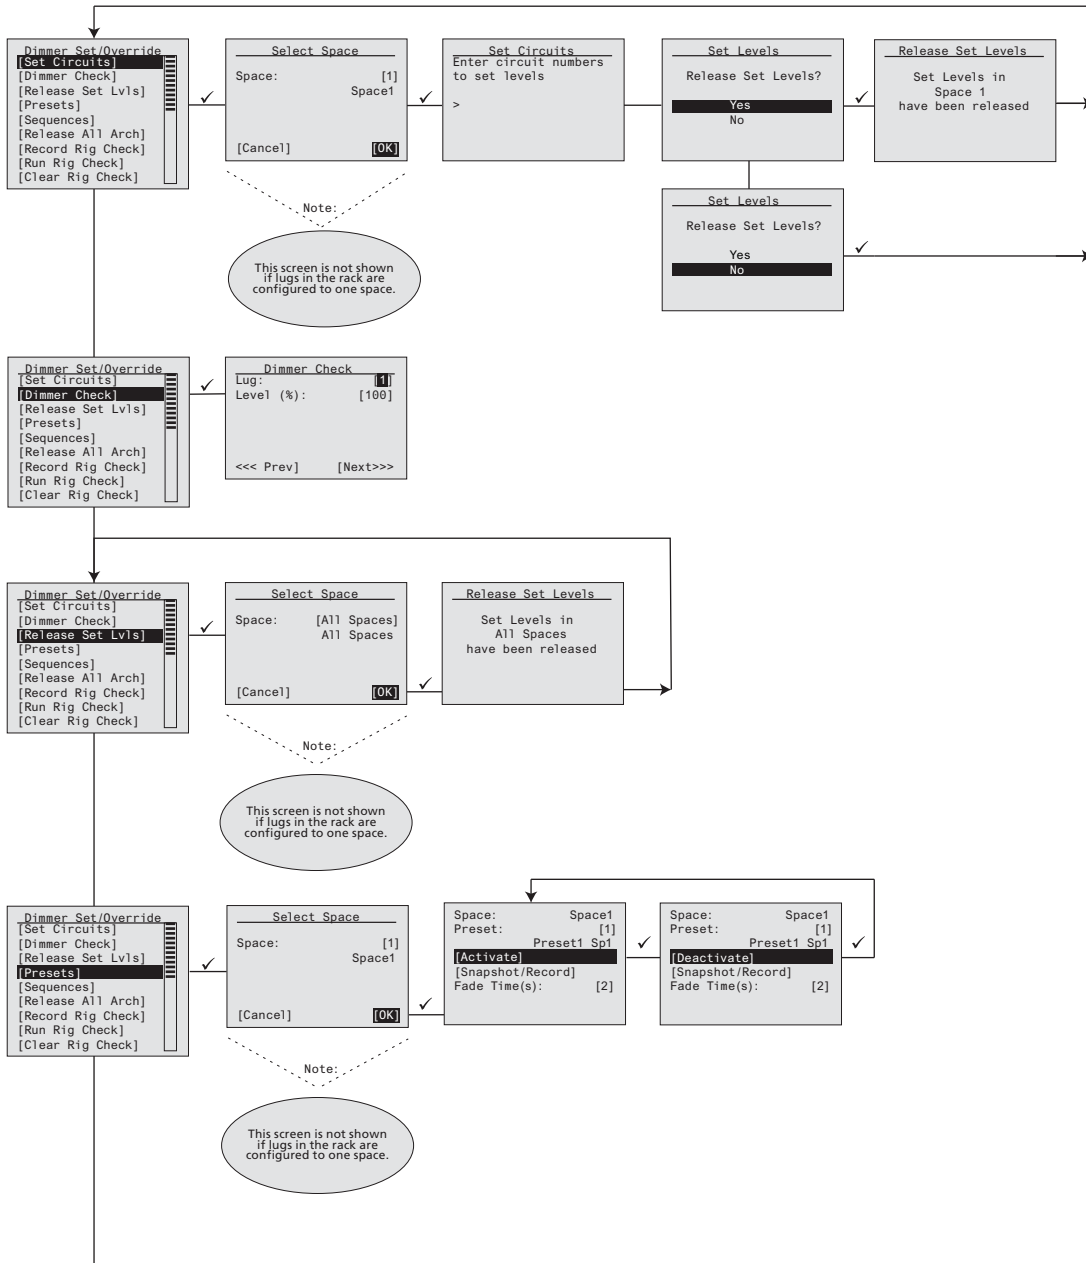 Dimmer Set/Override
[Set Circuits]
[Dimmer Check]
[Release Set Lvls]
[Presets]
[Sequences]
[Release All Arch]
[Record Rig Check]
[Run Rig Check]
[Clear Rig Check]
Select Space
Space: [1]
Space1
[Cancel] [OK]
Note:
This screen is not shown
if lugs in the rack are
configured to one space.
Set Circuits
Enter circuit numbers
to set levels
>
Set Levels
Release Set Levels?
Yes
No
Release Set Levels
Set Levels in
Space 1
have been released
Set Levels
Release Set Levels?
Yes
No
Dimmer Set/Override
[Set Circuits]
[Dimmer Check]
[Release Set Lvls]
[Presets]
[Sequences]
[Release All Arch]
[Record Rig Check]
[Run Rig Check]
[Clear Rig Check]
Dimmer Check
Lug: [1]
Level (%): [100]
<<< Prev] [Next>>>
Dimmer Set/Override
[Set Circuits]
[Dimmer Check]
[Release Set Lvls]
[Presets]
[Sequences]
[Release All Arch]
[Record Rig Check]
[Run Rig Check]
[Clear Rig Check]
Select Space
Space: [All Spaces]
All Spaces
[Cancel] [OK]
Note:
This screen is not shown
if lugs in the rack are
configured to one space.
Release Set Levels
Set Levels in
All Spaces
have been released
Dimmer Set/Override
[Set Circuits]
[Dimmer Check]
[Release Set Lvls]
[Presets]
[Sequences]
[Release All Arch]
[Record Rig Check]
[Run Rig Check]
[Clear Rig Check]
Select Space
Space: [1]
Space1
[Cancel] [OK]
Note:
This screen is not shown
if lugs in the rack are
configured to one space.
Space: Space1
Preset: [1]
Preset1 Sp1
[Activate]
[Snapshot/Record]
Fade Time(s): [2]
Space: Space1
Preset: [1]
Preset1 Sp1
[Deactivate]
[Snapshot/Record]
Fade Time(s): [2]